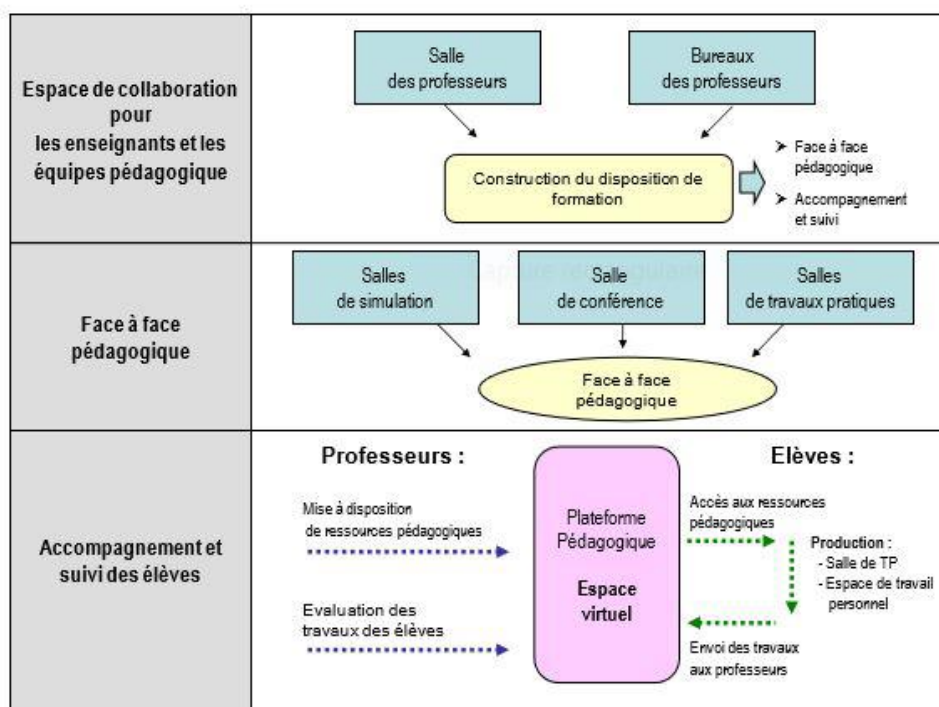 Espace de collaboration
pour
les enseignants et les
équipes pédagogique
Salle
des professeurs
Bureaux
des professeurs
Construction du disposition de
formation
➢ Face à face
pédagogique
➢ Accompagnement
et suivi
Face à face
pédagogique
Salles
de simulation
Salle
de conférence
Salles
de travaux pratiques
Face à face
pédagogique
Accompagnement et
suivi des élèves
Professeurs :
Mise à disposition
de ressources pédagogiques
Evaluation des
travaux des élèves
Plateforme
Pédagogique
Espace
virtuel
Elèves :
Accès aux ressources
pédagogiques
Production :
- Salle de TP
- Espace de travail
personnel
Envoi des travaux
aux professeurs